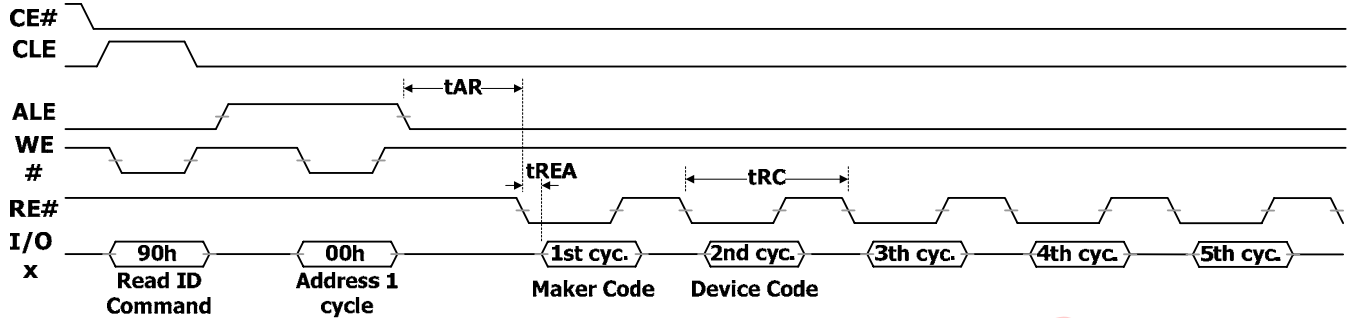 CE#
CLE
tAR
ALE
WE
#
tREA
tRC
RE#
I/O
x
90h
00h
1st cyc.
2nd cyc.
3th cyc.
4th cyc.
5th cyc.
Read ID
Command
Address 1
cycle
Maker Code
Device Code